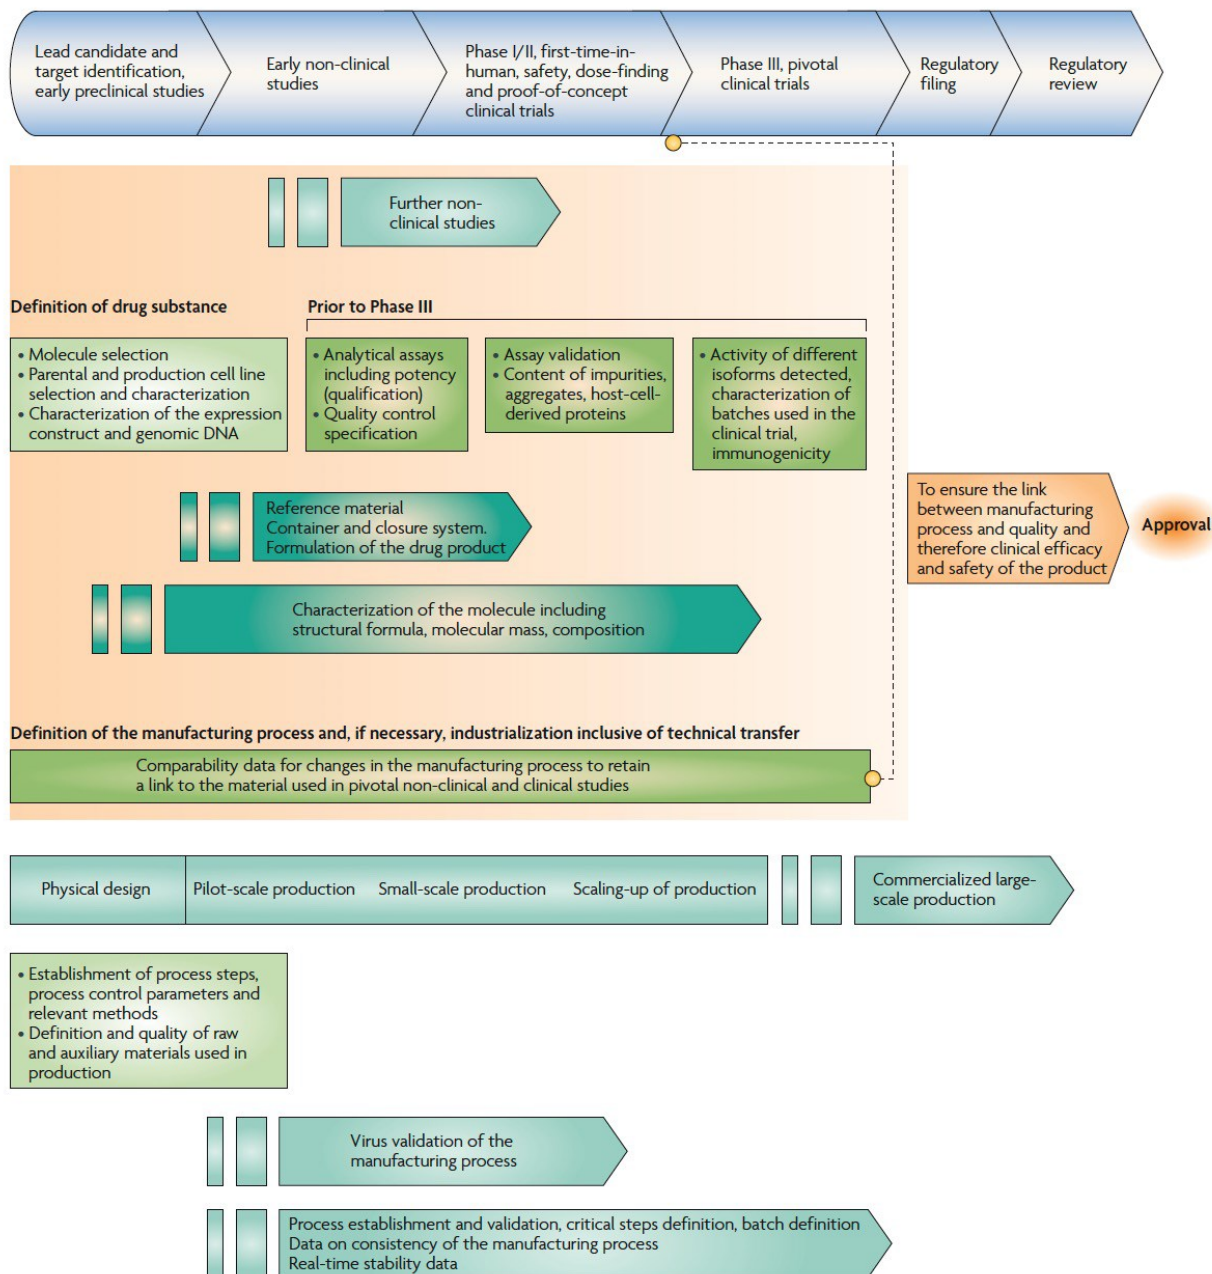 Lead candidate and
target identification,
early preclinical studies
Early non-clinical
studies
Phase I/II, first-time-in-
human, safety, dose-finding
and proof-of-concept
clinical trials
Phase III, pivotal
clinical trials
Regulatory
filing
Regulatory
review
Further non-
clinical studies
Definition of drug substance
Prior to Phase III
• Molecule selection
• Parental and production cell line
selection and characterization
• Characterization of the expression
construct and genomic DNA
• Analytical assays
including potency
(qualification)
• Quality control
specification
• Assay validation
• Content of impurities,
aggregates, host-cell-
derived proteins
• Activity of different
isoforms detected,
characterization of
batches used in the
clinical trial,
immunogenicity
Reference material
Container and closure system.
Formulation of the drug product
To ensure the link
between manufacturing
process and quality and
therefore clinical efficacy
and safety of the product
Approval
Characterization of the molecule including
structural formula, molecular mass, composition
Definition of the manufacturing process and, if necessary, industrialization inclusive of technical transfer
Comparability data for changes in the manufacturing process to retain
a link to the material used in pivotal non-clinical and clinical studies
Physical design
Pilot-scale production
Small-scale production
Scaling-up of production
Commercialized large-
scale production
• Establishment of process steps,
process control parameters and
relevant methods
• Definition and quality of raw
and auxiliary materials used in
production
Virus validation of the
manufacturing process
Process establishment and validation, critical steps definition, batch definition
Data on consistency of the manufacturing process
Real-time stability data